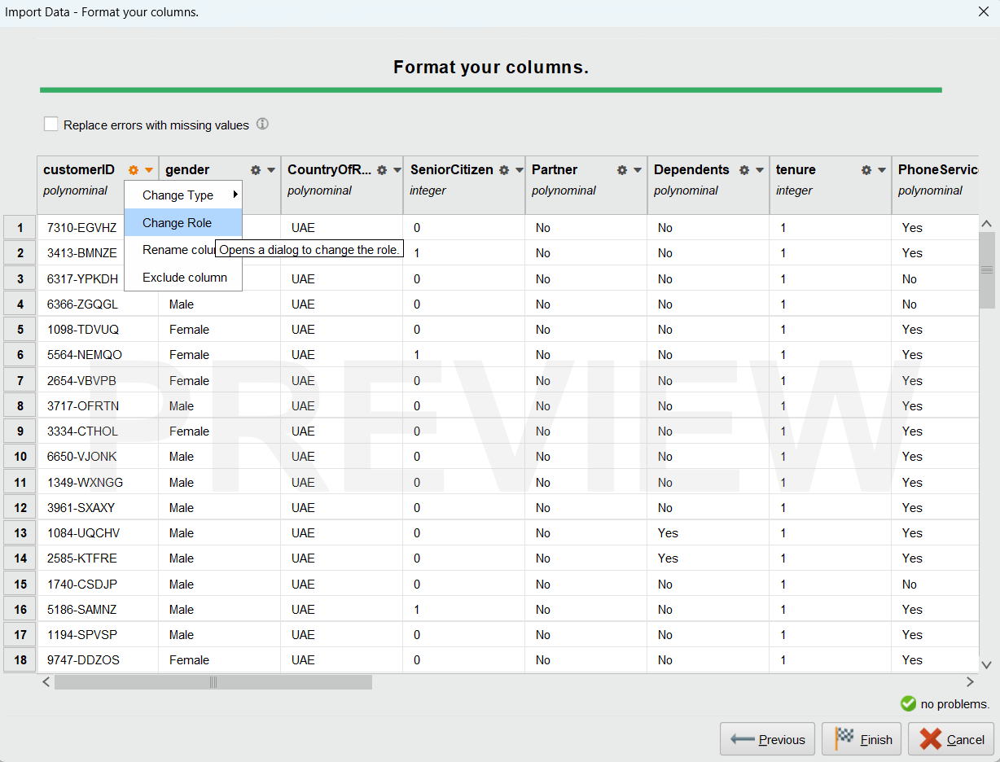 Import Data - Format your columns.
Format your columns.
Replace errors with missing values
customerID gender CountryOfR... SeniorCitizen Partner Dependents tenure PhoneServic
polynominal polynominal integer polynominal polynominal integer polynominal
Change Type
Change Role
Rename colu
Opens a dialog to change the role.
Exclude column
1 7310-EGVHZ UAE 0 No No 1 Yes
2 3413-BMNZE 1 No No 1 Yes
3 6317-YPKDH UAE 0 No No 1 No
4 6366-ZGQGL Male UAE 0 No No 1 No
5 1098-TDVUQ Female UAE 0 No No 1 Yes
6 5564-NEMQO Female UAE 1 No No 1 Yes
7 2654-VBVPB Female UAE 0 No No 1 Yes
8 3717-OFRTN Male UAE 0 No No 1 Yes
9 3334-CTHOL Female UAE 0 No No 1 Yes
10 6650-VJONK Male UAE 0 No No 1 Yes
11 1349-WXNGG Male UAE 0 No No 1 Yes
12 3961-SXAXY Male UAE 0 No No 1 Yes
13 1084-UQCHV Male UAE 0 No Yes 1 Yes
14 2585-KTFRE Male UAE 0 No Yes 1 Yes
15 1740-CSDJP Male UAE 0 No No 1 No
16 5186-SAMNZ Male UAE 1 No No 1 Yes
17 1194-SPVSP Male UAE 0 No No 1 Yes
18 9747-DDZOS Female UAE 0 No No 1 Yes
PREVIEW
no problems.
Previous Finish Cancel